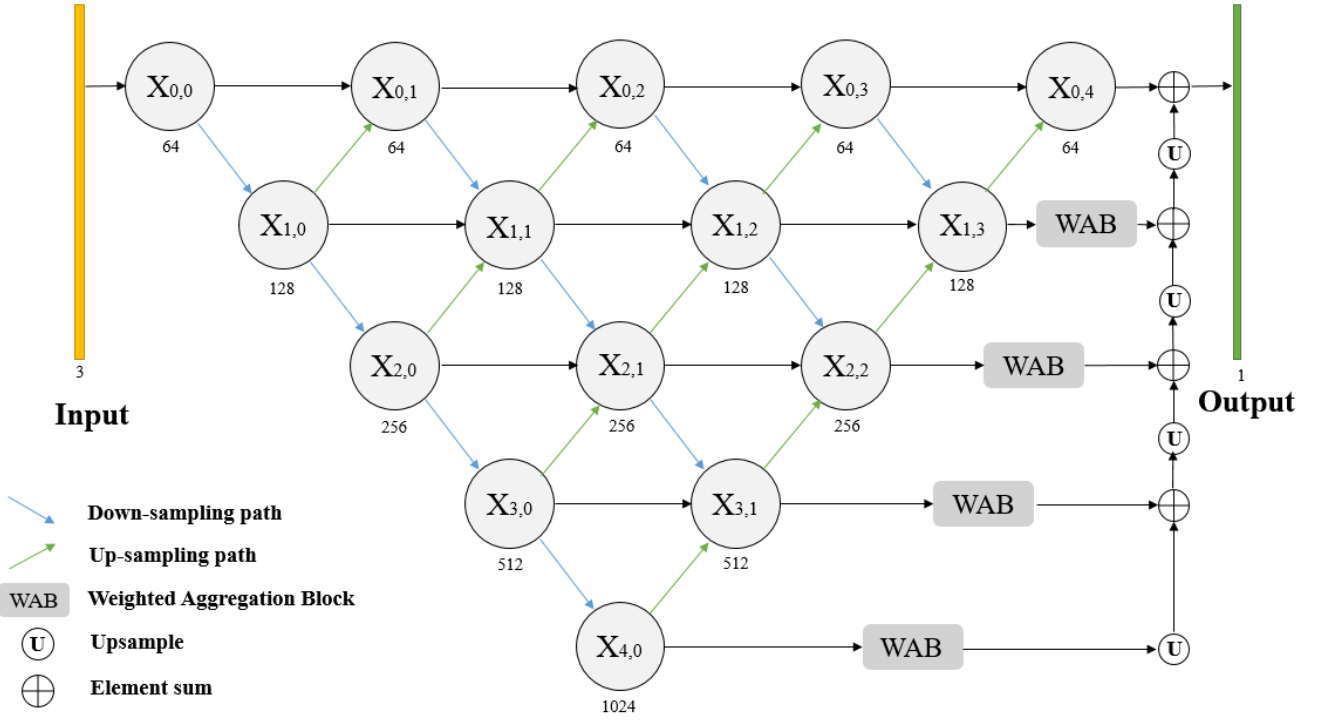 X0,0 X0,1 X0,2 X0,3 X0,4
64 64 64 64 64
U
X1,0 X1,1 X1,2 X1,3 WAB
128 128 128 128
U
X2,0 X2,1 X2,2 WAB
3 1
Input Output
256 256 256
U
X3,0 X3,1 WAB
Down-sampling path
Up-sampling path
512 512
WAB Weighted Aggregation Block
U Upsample
X4,0 WAB U
Element sum
1024